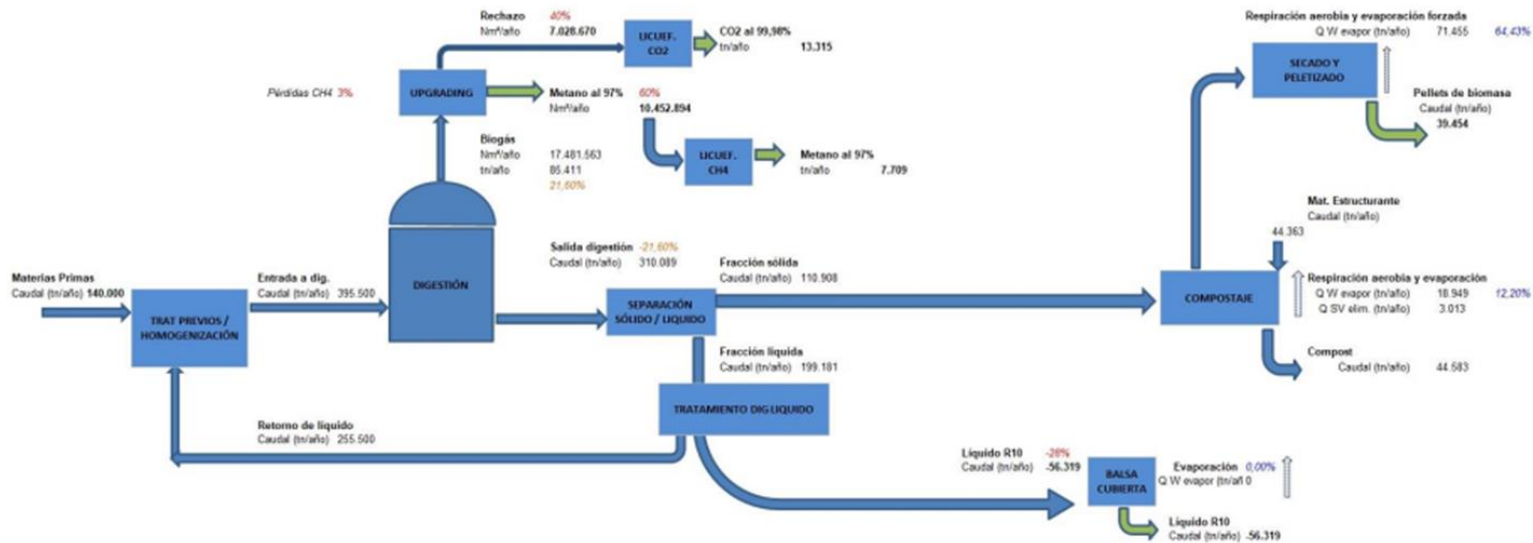 Rechazo 40%
Nm³/año 7.028.670
LICUEF.
CO2
CO2 al 99,98%
tn/año 13.315
Pérdidas CH4 3%
UPGRADING
Metano al 97% 60%
Nm³/año 10.452.894
Biogás
Nm³/año 17.481.563
tn/año 85.411
21,60%
LICUEF.
CH4
Metano al 97%
tn/año 7.709
Respiración aerobia y evaporación forzada
Q W evapor (tn/año) 71.455 64,43%
SECADO Y
PELETIZADO
Pellets de biomasa
Caudal (tn/año)
39.454
Mat. Estructurante
Caudal (tn/año)
44.363
Materias Primas
Caudal (tn/año) 140.000
TRAT PREVIOS /
HOMOGENIZACIÓN
Entrada a dig.
Caudal (tn/año) 395.500
DIGESTIÓN
Salida digestión -21,60%
Caudal (tn/año) 310.089
SEPARACIÓN
SÓLIDO / LIQUIDO
Fracción sólida
Caudal (tn/año) 110.908
COMPOSTAJE
Respiración aerobia y evaporación
Q W evapor (tn/año) 18.949 12,20%
Q SV elim. (tn/año) 3.013
Compost
Caudal (tn/año) 44.583
Fracción líquida
Caudal (tn/año) 199.181
TRATAMIENTO DIG LIQUIDO
Retorno de líquido
Caudal (tn/año) 255.500
Líquido R10 -28%
Caudal (tn/año) -56.319
BALSA
CUBIERTA
Evaporación 0,00%
Q W evapor (tn/añ 0
Líquido R10
Caudal (tn/año) -56.319